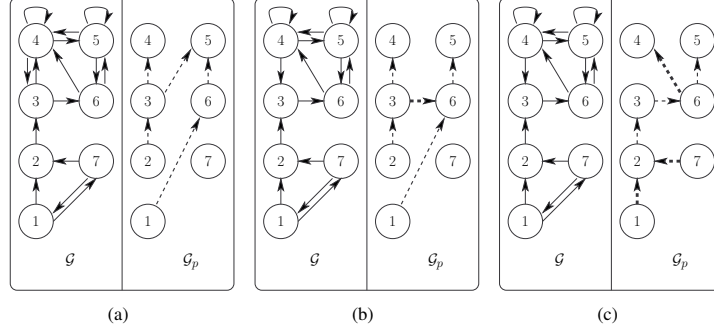 4 5 4 5 4 5 4 5 4 5 4 5
3 6 3 6 3 6 3 6 3 6 3 6
2 7 2 7 2 7 2 7 2 7 2 7
1 1 1 1 1 1
𝒢 𝒢p 𝒢 𝒢p 𝒢 𝒢p
(a) (b) (c)